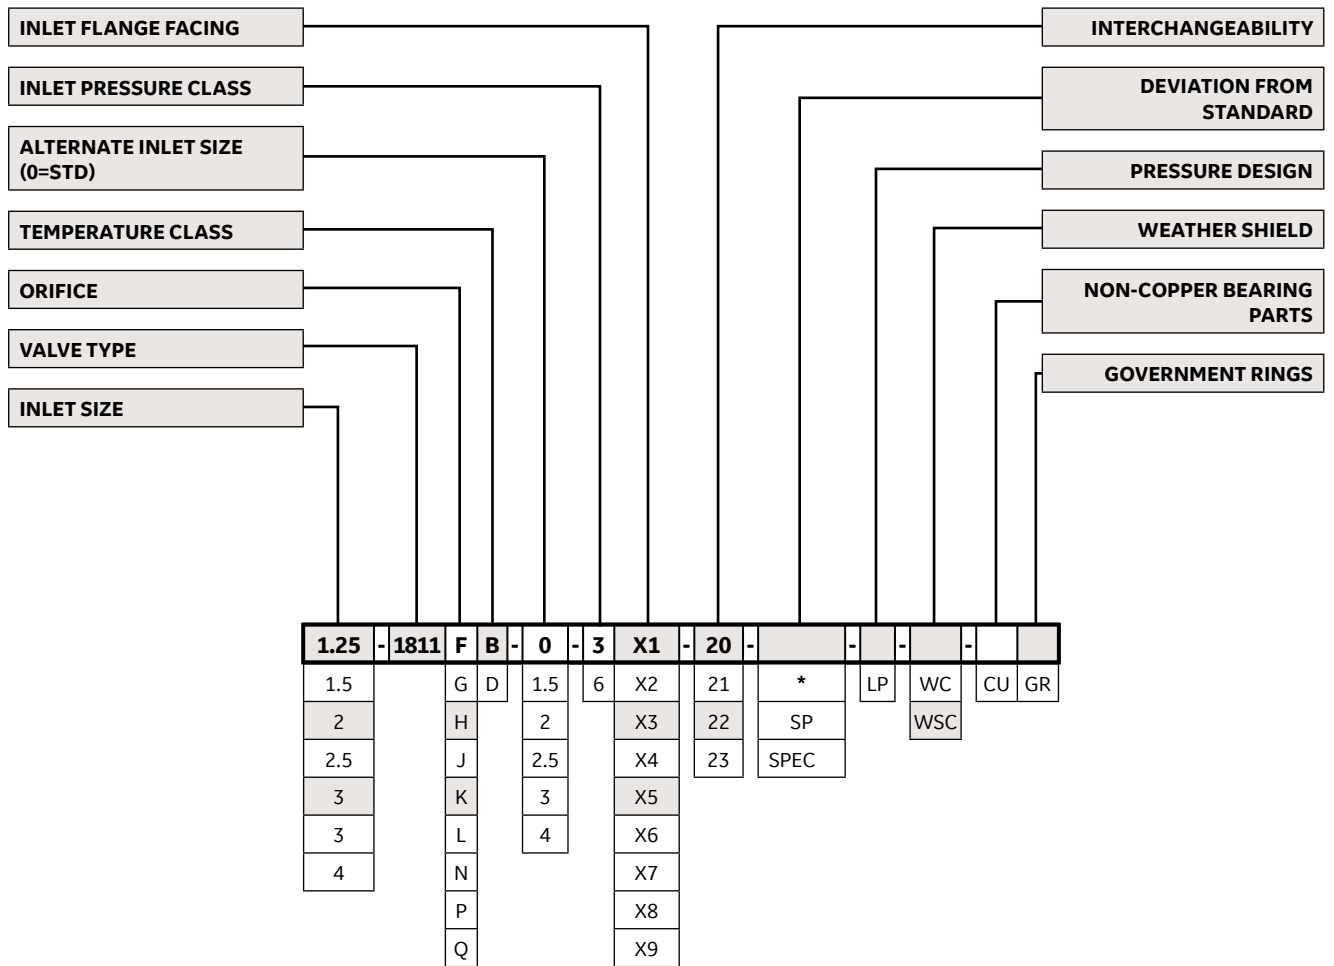 INLET FLANGE FACING
INLET PRESSURE CLASS
ALTERNATE INLET SIZE
(0=STD)
TEMPERATURE CLASS
ORIFICE
VALVE TYPE
INLET SIZE
INTERCHANGEABILITY
DEVIATION FROM
STANDARD
PRESSURE DESIGN
WEATHER SHIELD
NON-COPPER BEARING
PARTS
GOVERNMENT RINGS
1.25 - 1811 F B - 0 - 3 X1 - 20 - - - -
1.5 G D 1.5 6 X2 21 * LP WC CU GR
2 H 2 X3 22 SP WSC
2.5 J 2.5 X4 23 SPEC
3 K 3 X5
3 L 4 X6
4 N X7
P X8
Q X9